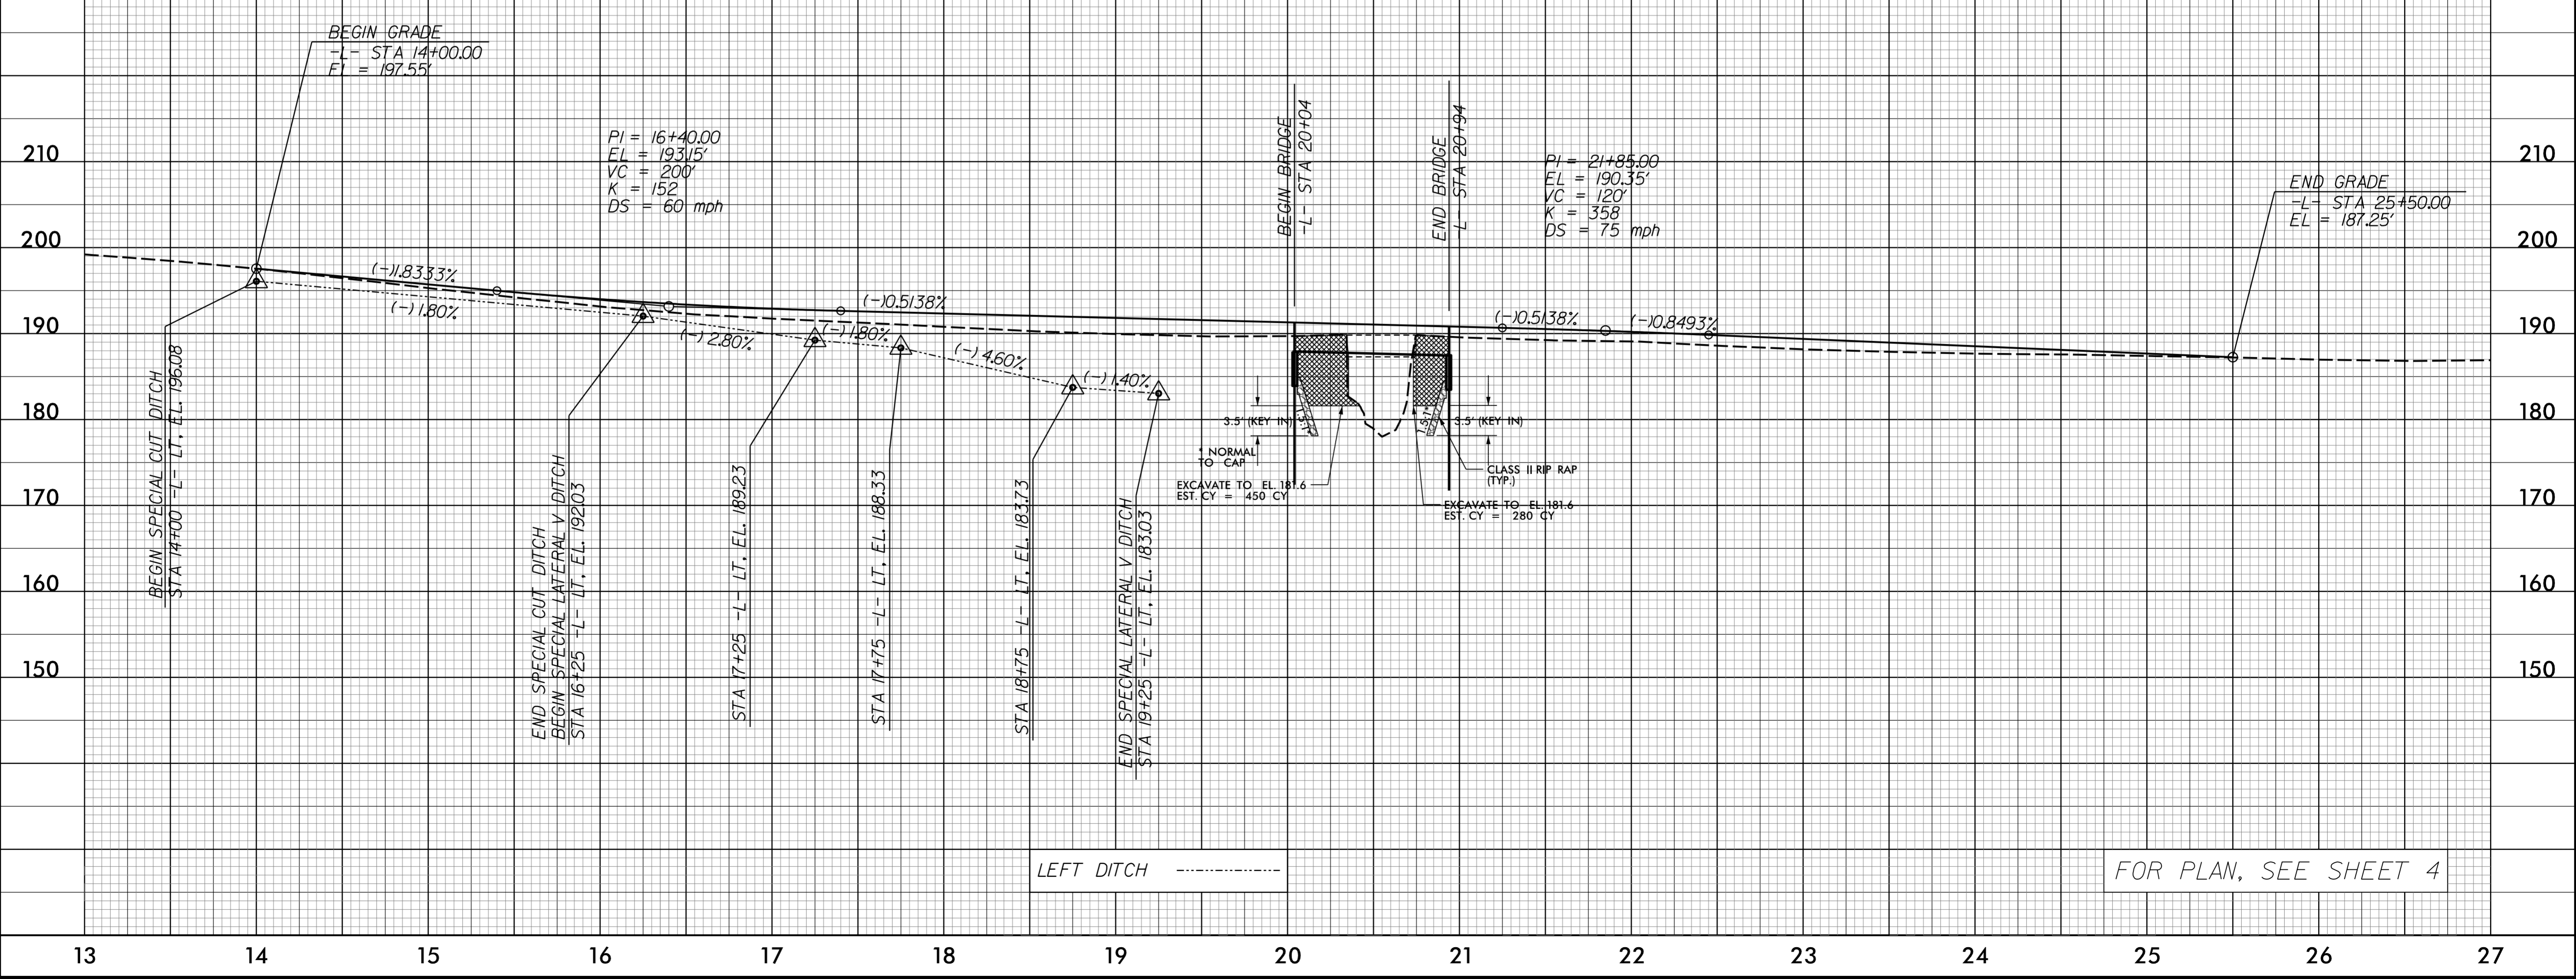 BEGIN GRADE
-L- STA 14+00.00
EL = 197.55'
PI = 16+40.00
EL = 193.15'
VC = 200'
K = 152
DS = 60 mph
BEGIN BRIDGE
-L- STA 20+04
END BRIDGE
-L- STA 20+94
PI = 21+85.00
EL = 190.35'
VC = 120'
K = 358
DS = 75 mph
END GRADE
-L- STA 25+50.00
EL = 187.25'
210
200
190
180
170
160
150
210
200
190
180
170
160
150
(-)1.8333%
(-)0.5138%
(-)0.5138%
(-)0.8493%
(-)1.80%
(-)2.80%
(-)1.80%
(-)4.60%
(-)1.40%
BEGIN SPECIAL CUT DITCH
STA 14+00 -L- LT, EL. 196.08
END SPECIAL CUT DITCH
BEGIN SPECIAL LATERAL V DITCH
STA 16+25 -L- LT, EL. 192.03
STA 17+25 -L- LT, EL. 189.23
STA 17+75 -L- LT, EL. 188.33
STA 18+75 -L- LT, EL. 183.73
END SPECIAL LATERAL V DITCH
STA 19+25 -L- LT, EL. 183.03
3.5' (KEY IN)
1.5:1*
1.5:1*
3.5' (KEY IN)
* NORMAL
TO CAP
CLASS II RIP RAP
(TYP.)
EXCAVATE TO EL. 181.6
EST. CY = 450 CY
EXCAVATE TO EL. 181.6
EST. CY = 280 CY
LEFT DITCH
FOR PLAN, SEE SHEET 4
13 14 15 16 17 18 19 20 21 22 23 24 25 26 27